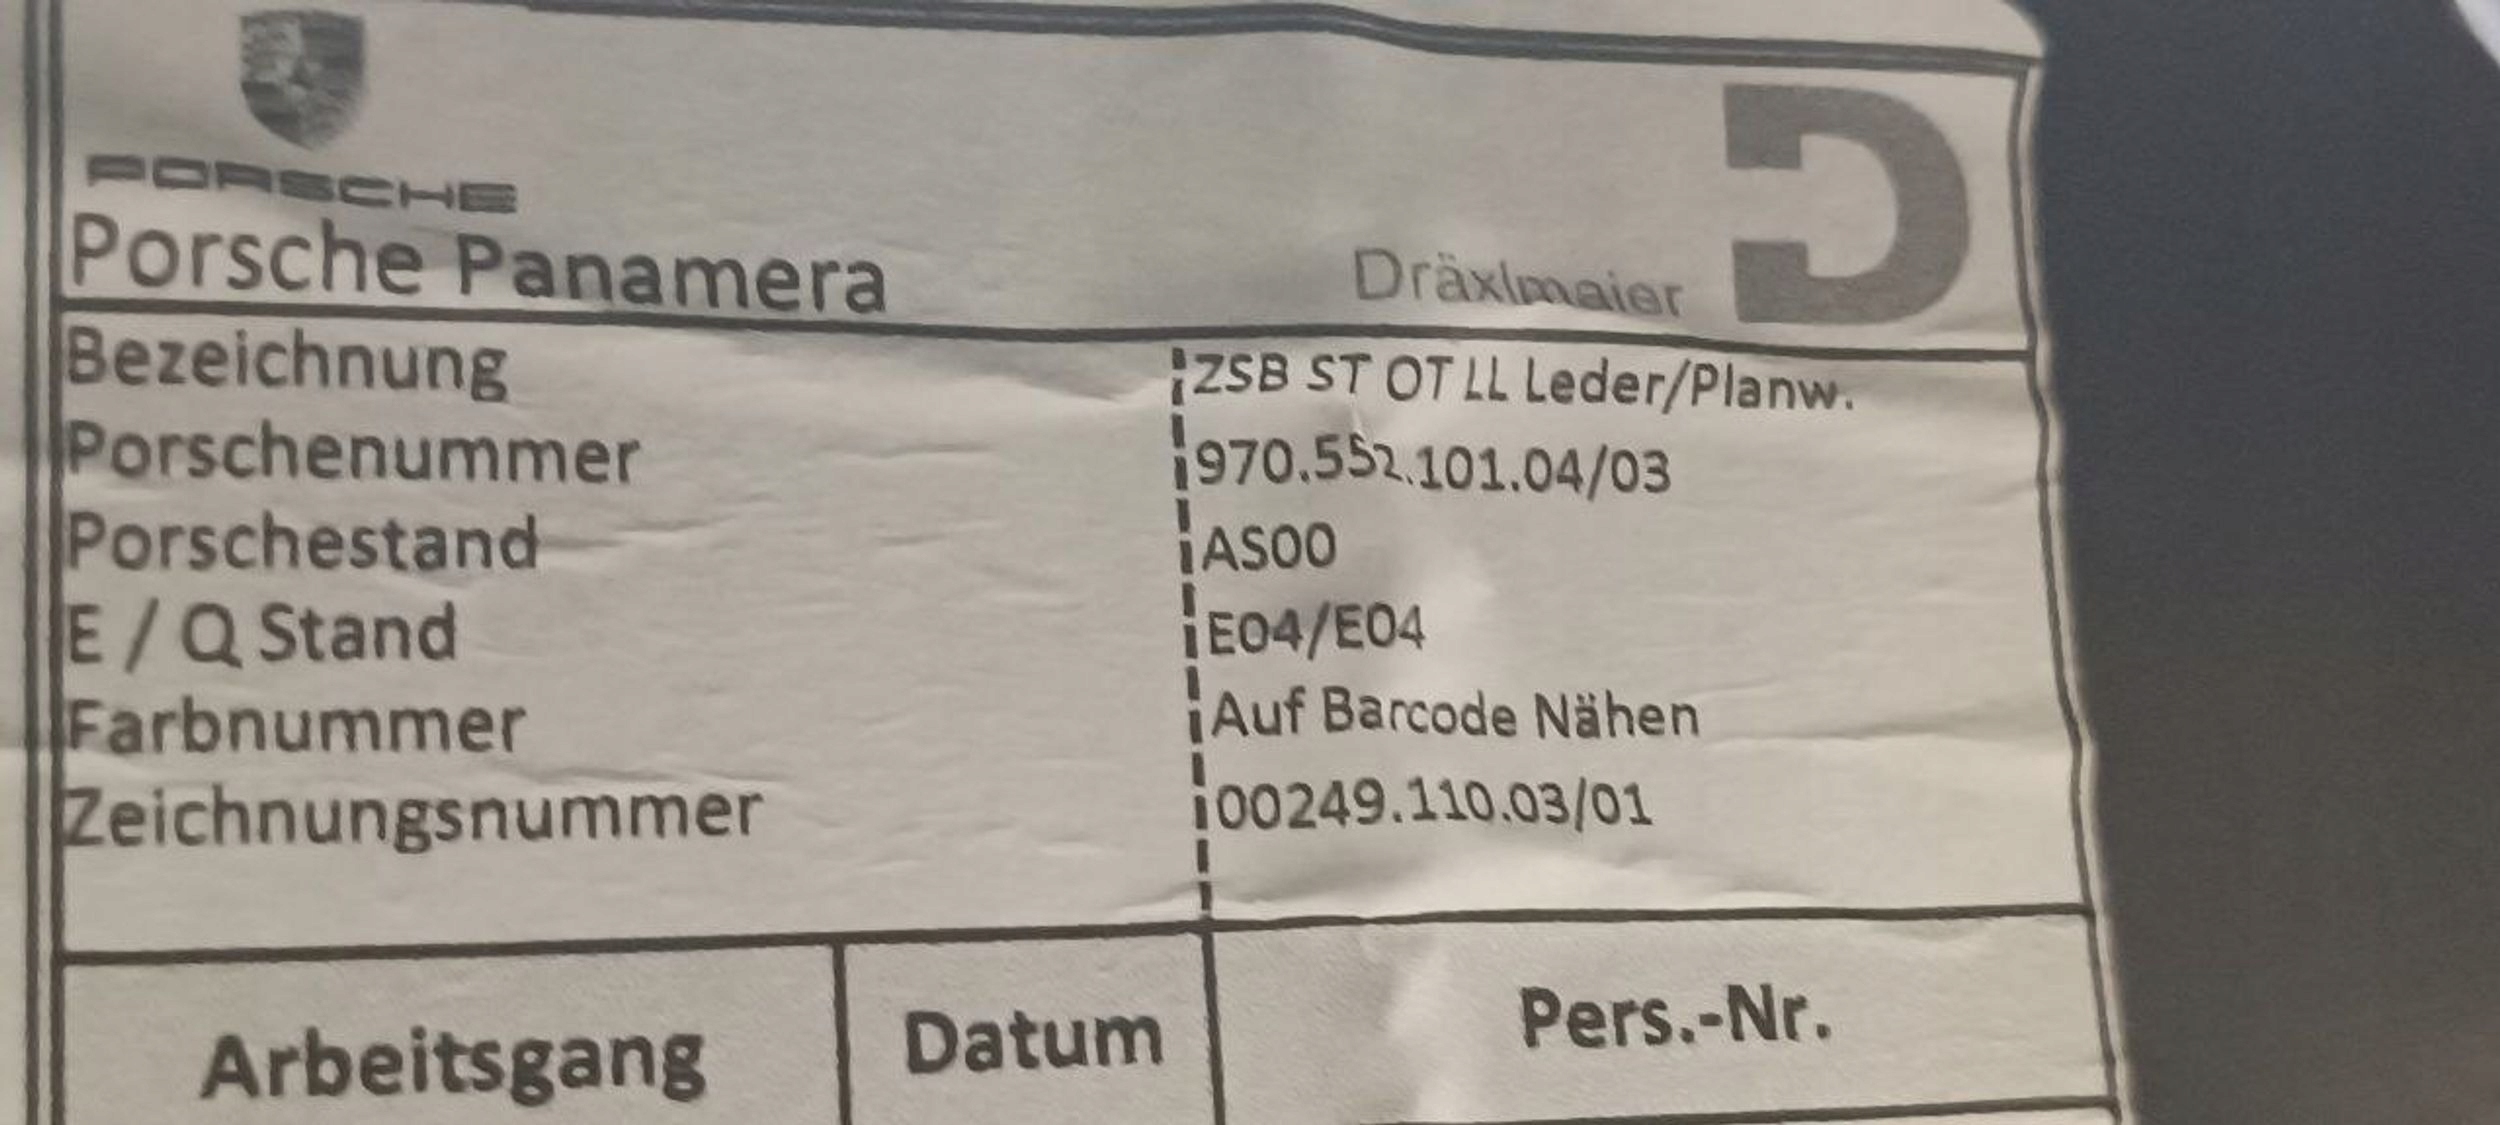 PORSCHE
Porsche Panamera
Dräxlmaier
Bezeichnung ZSB ST OT LL Leder/Planw.
Porschenummer 970.552.101.04/03
Porschestand AS00
E / Q Stand E04/E04
Farbnummer Auf Barcode Nähen
Zeichnungsnummer 00249.110.03/01
Arbeitsgang Datum Pers.-Nr.